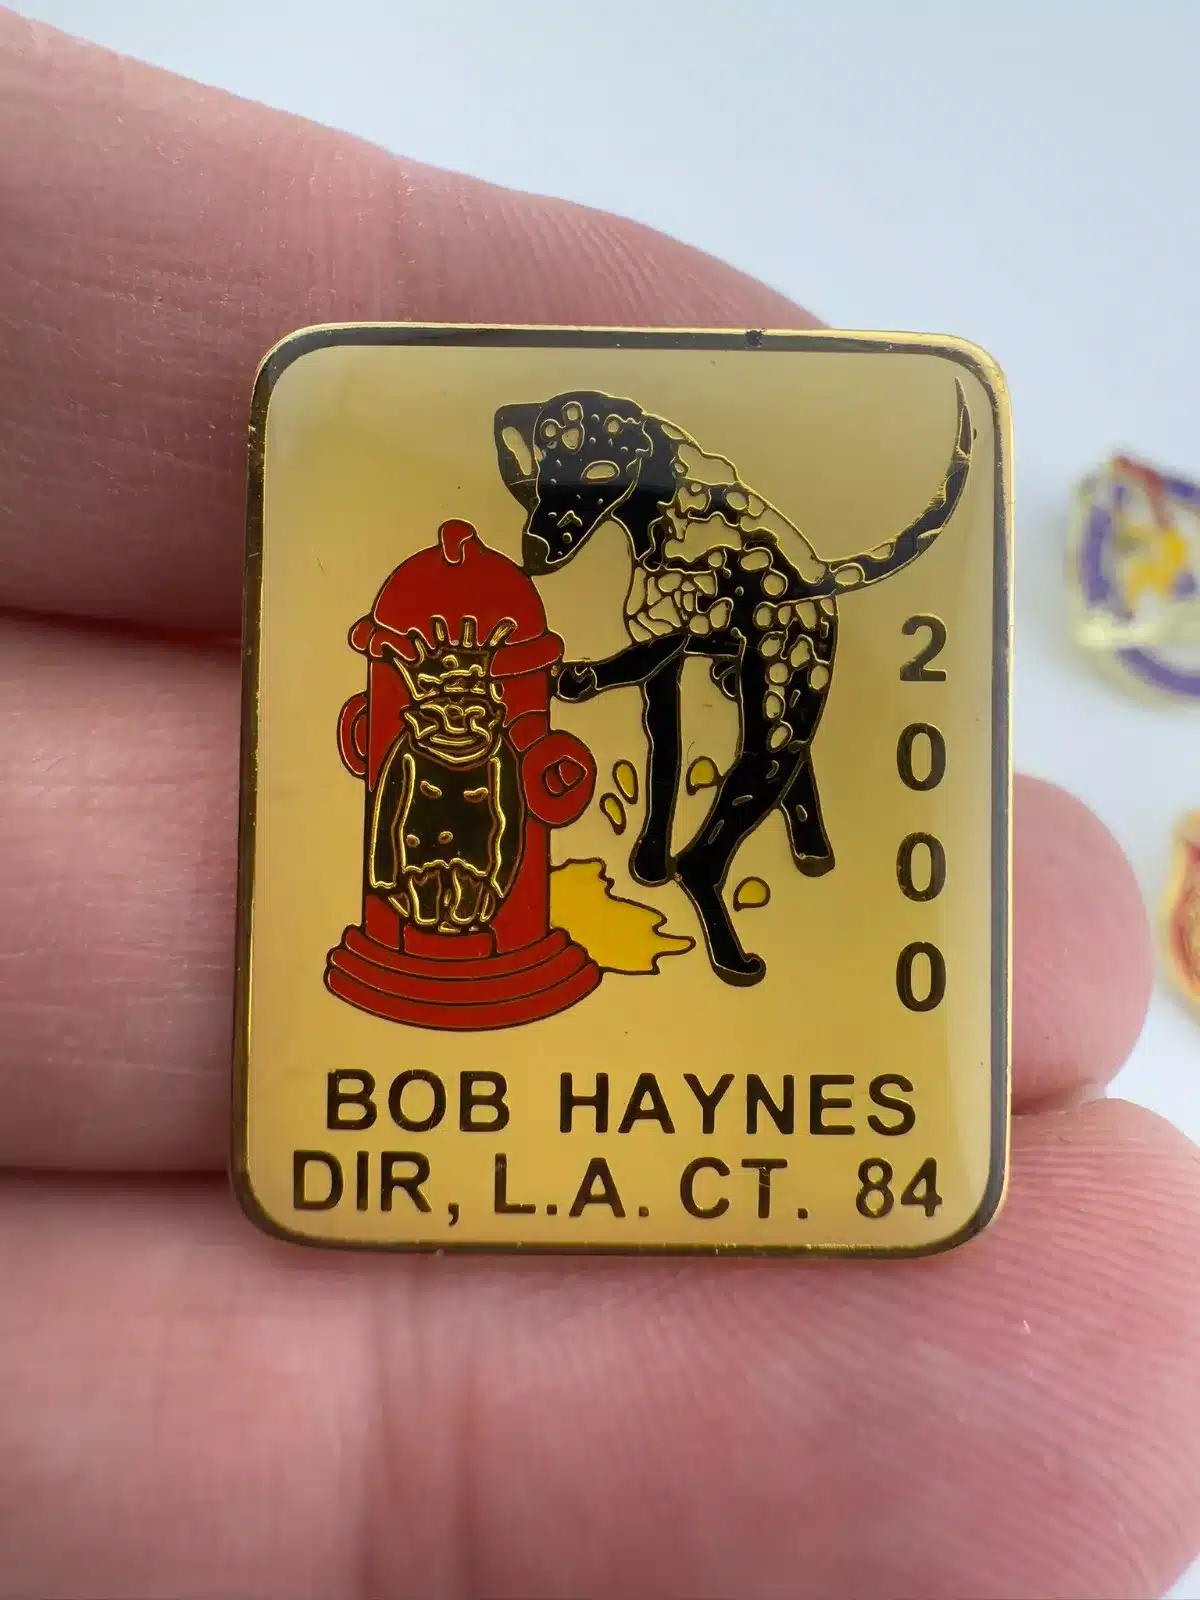 2000
BOB HAYNES
DIR, L.A. CT. 84